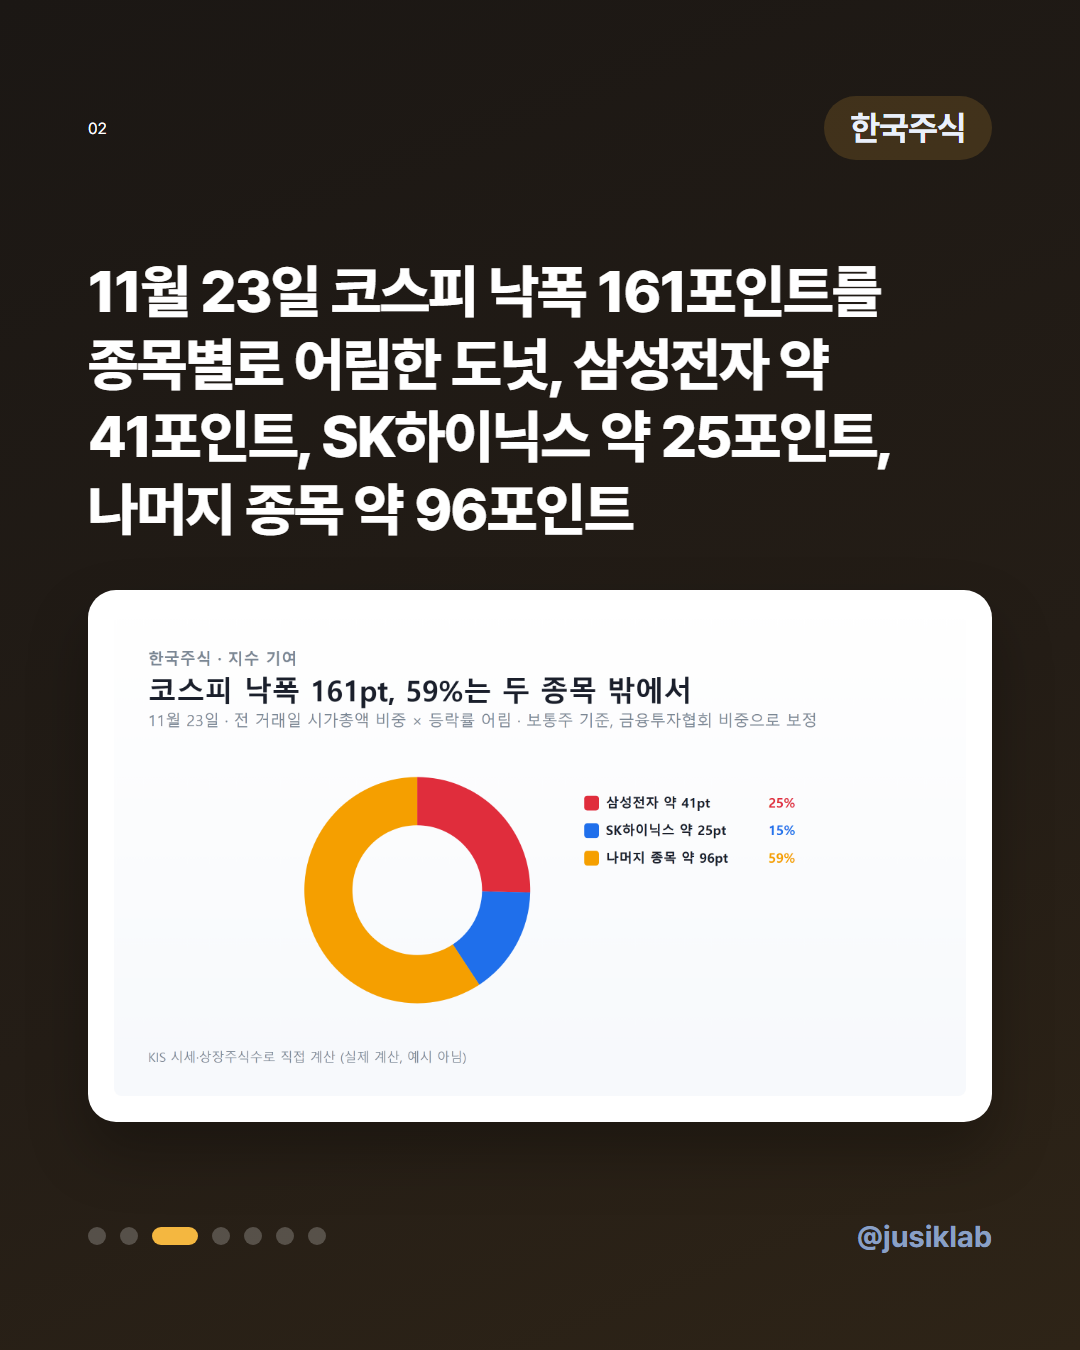 02
한국주식
11월 23일 코스피 낙폭 161포인트를
종목별로 어림한 도넛, 삼성전자 약
41포인트, SK하이닉스 약 25포인트,
나머지 종목 약 96포인트
한국주식 · 지수 기여
코스피 낙폭 161pt, 59%는 두 종목 밖에서
11월 23일 · 전 거래일 시가총액 비중 × 등락률 어림 · 보통주 기준, 금융투자협회 비중으로 보정
삼성전자 약 41pt 25%
SK하이닉스 약 25pt 15%
나머지 종목 약 96pt 59%
KIS 시세·상장주식수로 직접 계산 (실제 계산, 예시 아님)
@jusiklab